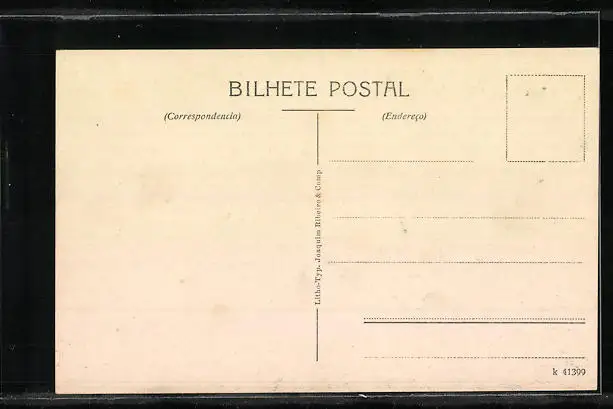 BILHETE POSTAL
(Correspondencia)
(Endereço)
Litho-Typ. Joaquim Ribeiro & Comp
k 41399